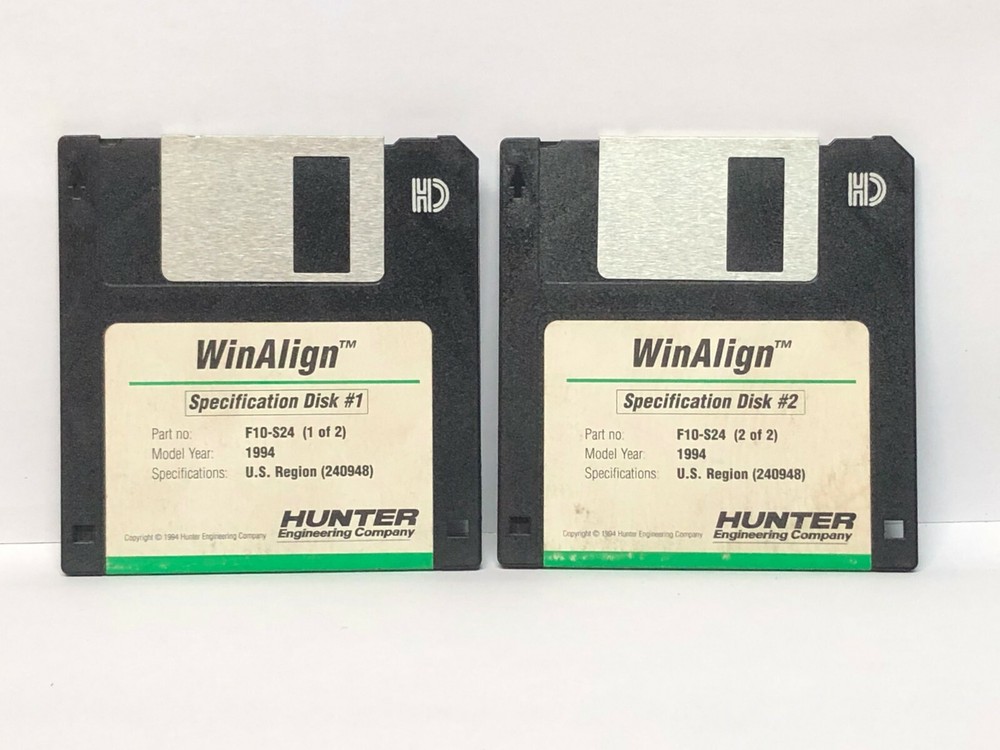 HD
WinAlign™
Specification Disk #1
Part no: F10-S24 (1 of 2)
Model Year: 1994
Specifications: U.S. Region (240948)
Copyright © 1994 Hunter Engineering Company
HUNTER
Engineering Company
HD
WinAlign™
Specification Disk #2
Part no: F10-S24 (2 of 2)
Model Year: 1994
Specifications: U.S. Region (240948)
Copyright © 1994 Hunter Engineering Company
HUNTER
Engineering Company